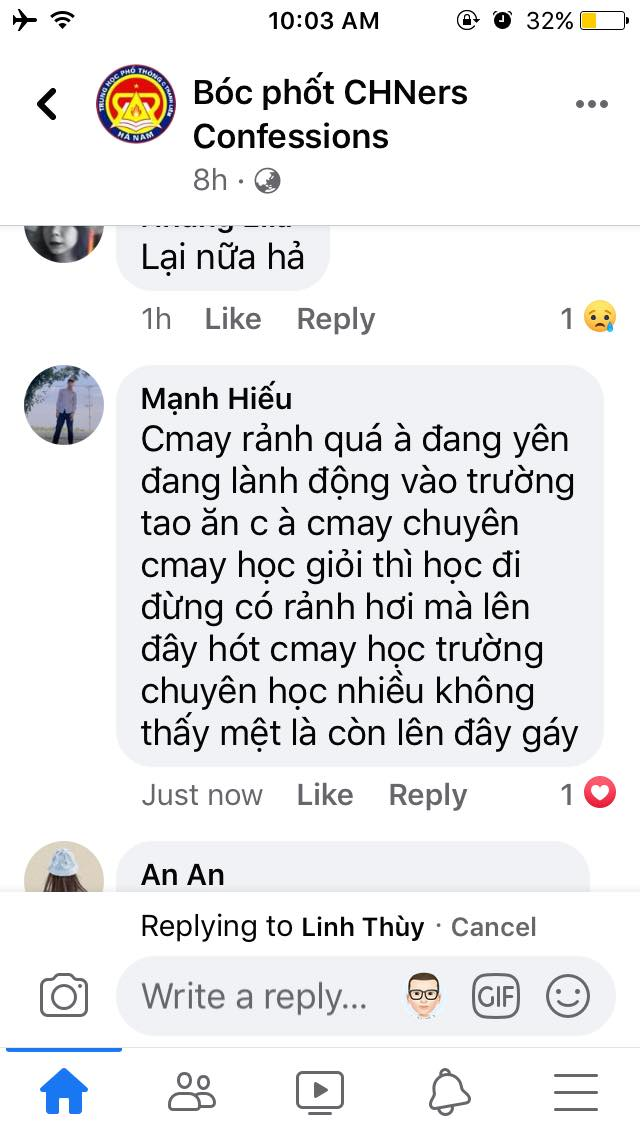 10:03 AM
32%
Bóc phốt CHNers
Confessions
8h ·
HÀ NAM
Lại nữa hả
1h Like Reply 1
Mạnh Hiếu
Cmay rảnh quá à đang yên
đang lành động vào trường
tao ăn c à cmay chuyên
cmay học giỏi thì học đi
đừng có rảnh hơi mà lên
đây hót cmay học trường
chuyên học nhiều không
thấy mệt là còn lên đây gáy
Just now Like Reply 1
An An
Replying to Linh Thùy · Cancel
Write a reply... GIF